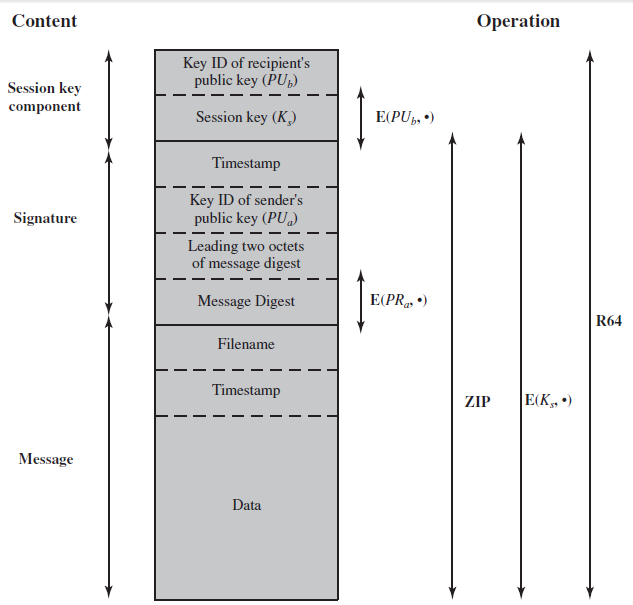 Content
Operation
Session key
component
Key ID of recipient's
public key (PU_b)
Session key (K_s)
E(PU_b, •)
Signature
Timestamp
Key ID of sender's
public key (PU_a)
Leading two octets
of message digest
Message Digest
E(PR_a, •)
R64
Filename
Timestamp
ZIP
E(K_s, •)
Message
Data